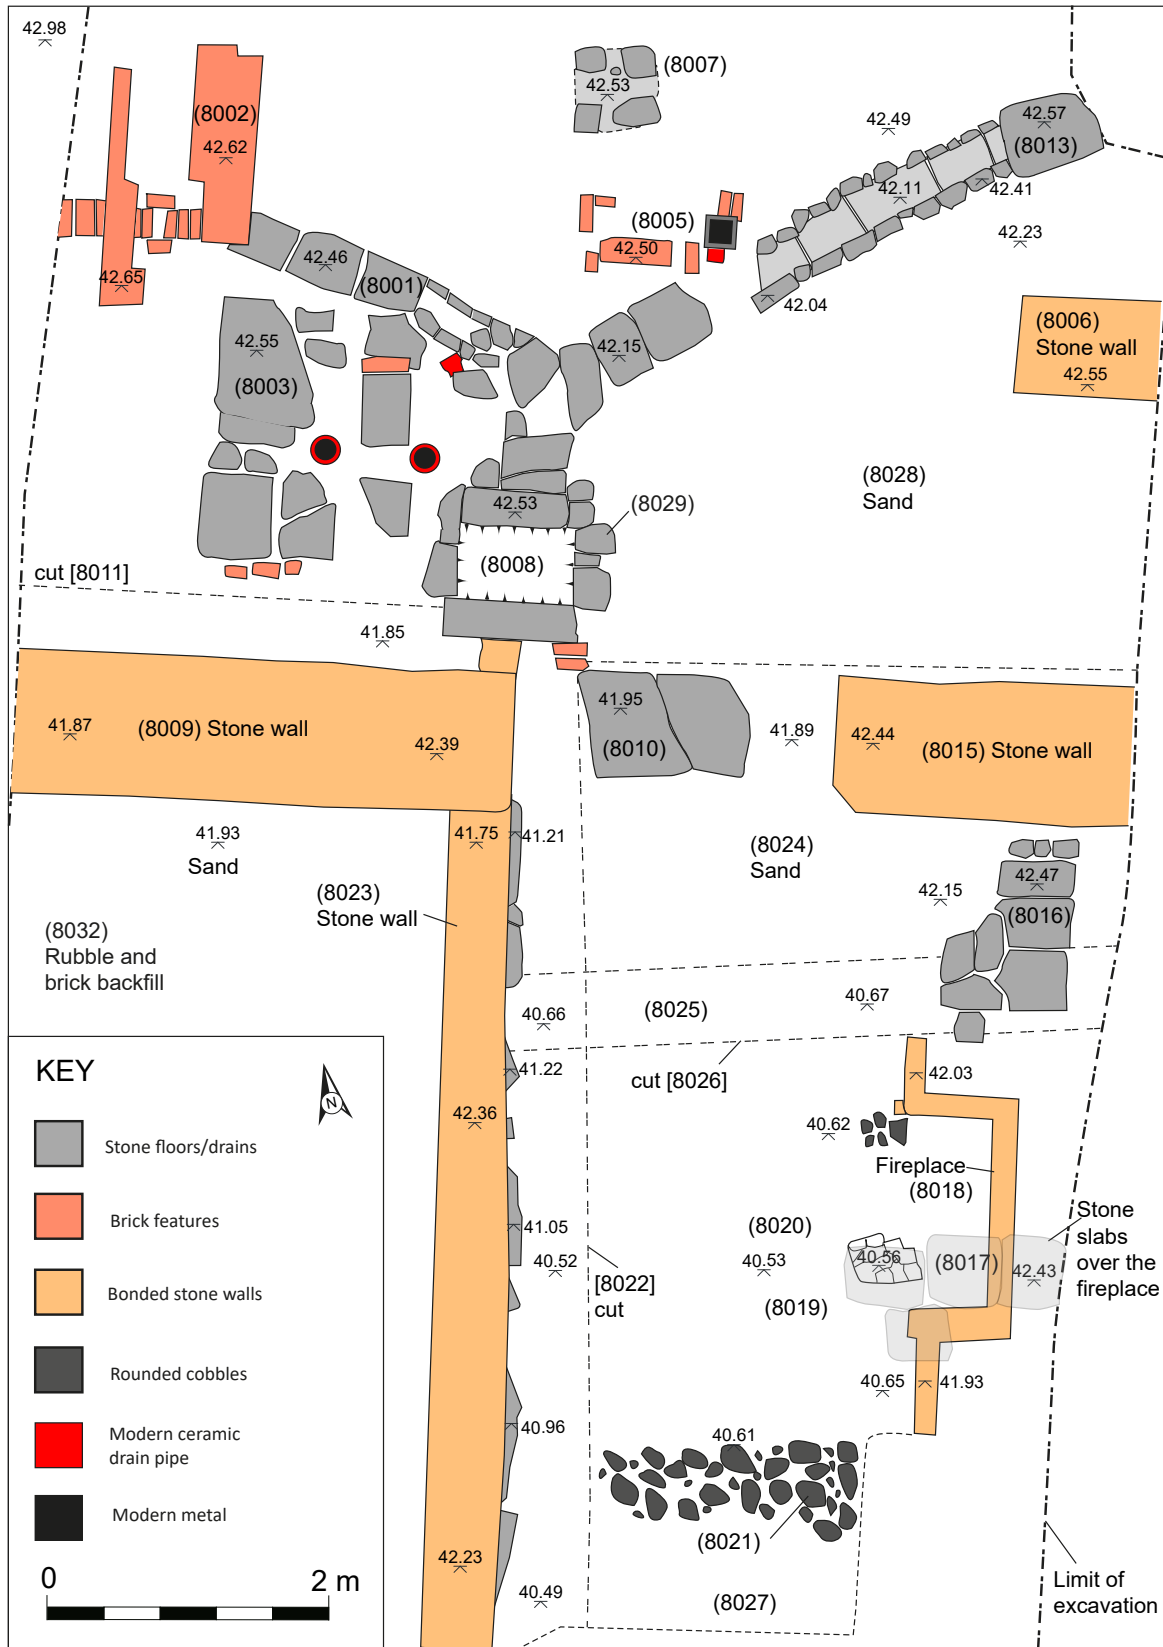 42.98
(8002)
42.62
42.65
42.53
(8007)
42.49
42.57
(8013)
42.11
42.41
42.23
42.04
(8005)
42.50
42.46
(8001)
42.55
(8003)
42.15
(8006)
Stone wall
42.55
(8028)
Sand
42.53
(8029)
(8008)
cut [8011]
41.85
41.87
(8009) Stone wall
42.39
41.95
(8010)
41.89
42.44
(8015) Stone wall
41.93
Sand
41.75
41.21
(8023)
Stone wall
(8024)
Sand
42.15
42.47
(8016)
(8032)
Rubble and
brick backfill
40.66
(8025)
40.67
cut [8026]
41.22
42.03
42.36
40.62
Fireplace
(8018)
41.05
40.52
[8022]
cut
(8020)
40.53
(8019)
40.56
(8017)
42.43
Stone
slabs
over the
fireplace
40.65
41.93
40.96
40.61
(8021)
42.23
40.49
(8027)
Limit of
excavation
KEY
N
Stone floors/drains
Brick features
Bonded stone walls
Rounded cobbles
Modern ceramic
drain pipe
Modern metal
0 2 m